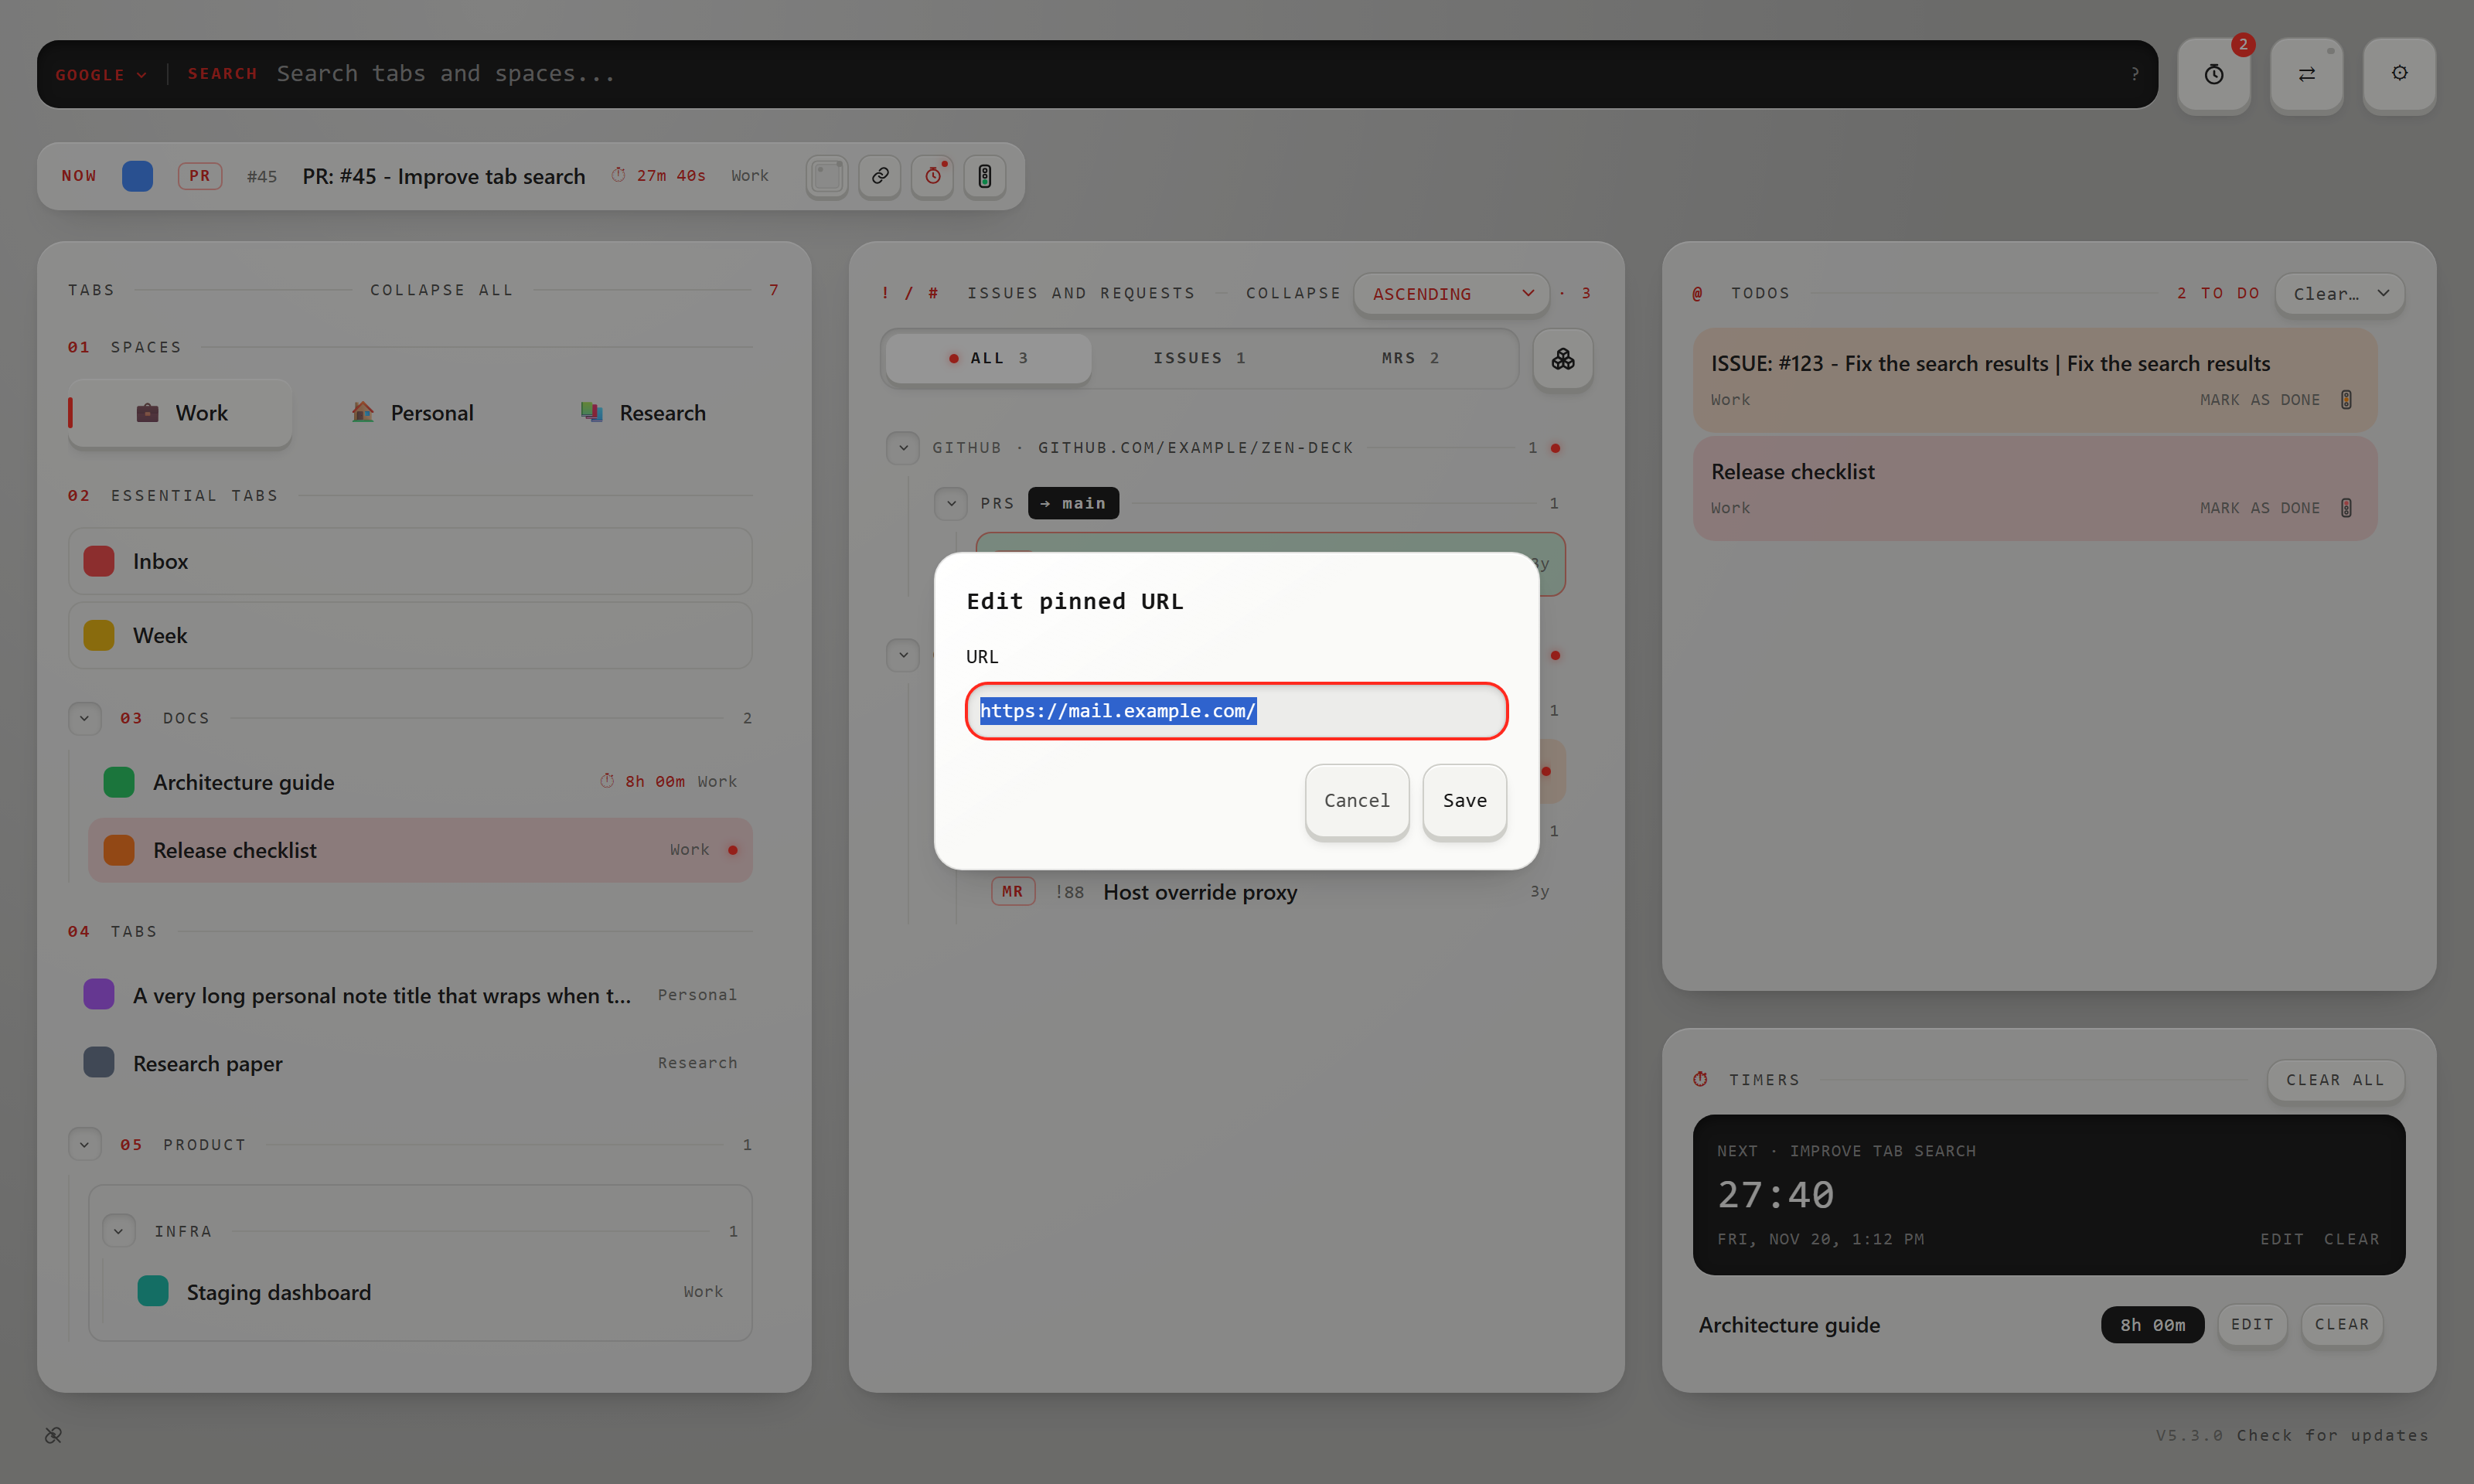 GOOGLE SEARCH Search tabs and spaces... ?
2
NOW PR #45 PR: #45 - Improve tab search 27m 40s Work
TABS COLLAPSE ALL 7
01 SPACES
Work Personal Research
02 ESSENTIAL TABS
Inbox
Week
03 DOCS 2
Architecture guide 8h 00m Work
Release checklist Work
04 TABS
A very long personal note title that wraps when t... Personal
Research paper Research
05 PRODUCT 1
INFRA 1
Staging dashboard Work
! / # ISSUES AND REQUESTS COLLAPSE ASCENDING · 3
ALL 3 ISSUES 1 MRS 2
GITHUB · GITHUB.COM/EXAMPLE/ZEN-DECK 1
PRS → main 1
3y
Edit pinned URL
URL
https://mail.example.com/
1
Cancel Save
1
MR !88 Host override proxy 3y
@ TODOS 2 TO DO Clear...
ISSUE: #123 - Fix the search results | Fix the search results
Work MARK AS DONE
Release checklist
Work MARK AS DONE
TIMERS CLEAR ALL
NEXT · IMPROVE TAB SEARCH
27:40
FRI, NOV 20, 1:12 PM EDIT CLEAR
Architecture guide 8h 00m EDIT CLEAR
V5.3.0 Check for updates